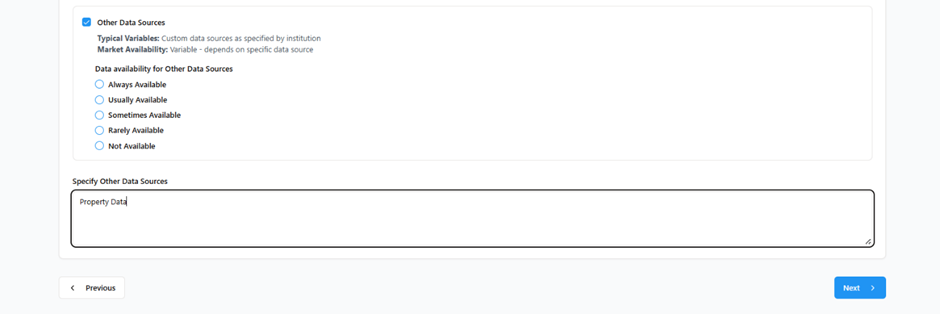 Other Data Sources
Typical Variables: Custom data sources as specified by institution
Market Availability: Variable - depends on specific data source
Data availability for Other Data Sources
Always Available
Usually Available
Sometimes Available
Rarely Available
Not Available
Specify Other Data Sources
Property Data
Previous
Next